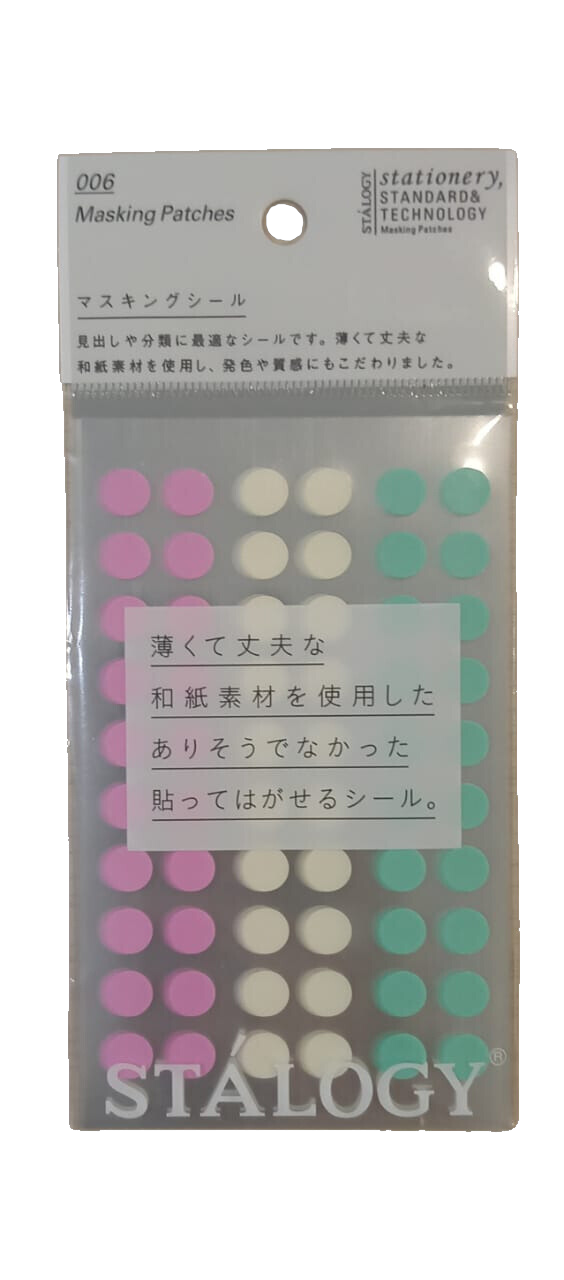 006
Masking Patches
STÁLOGY
stationery,
STANDARD&
TECHNOLOGY
Masking Patches
マスキングシール
見出しや分類に最適なシールです。薄くて丈夫な
和紙素材を使用し、発色や質感にもこだわりました。
薄くて丈夫な
和紙素材を使用した
ありそうでなかった
貼ってはがせるシール。
STÁLOGY®